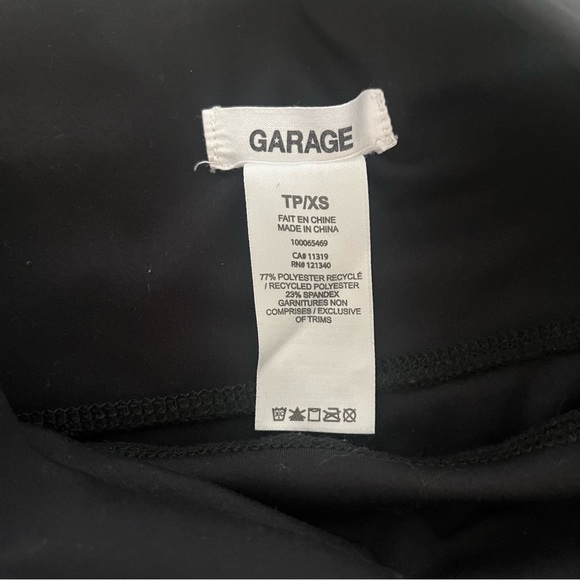 GARAGE
TP/XS
FAIT EN CHINE
MADE IN CHINA
100065469
CA# 11319
RN# 121340
77% POLYESTER RECYCLÉ
/ RECYCLED POLYESTER
23% SPANDEX
GARNITURES NON
COMPRISES / EXCLUSIVE
OF TRIMS